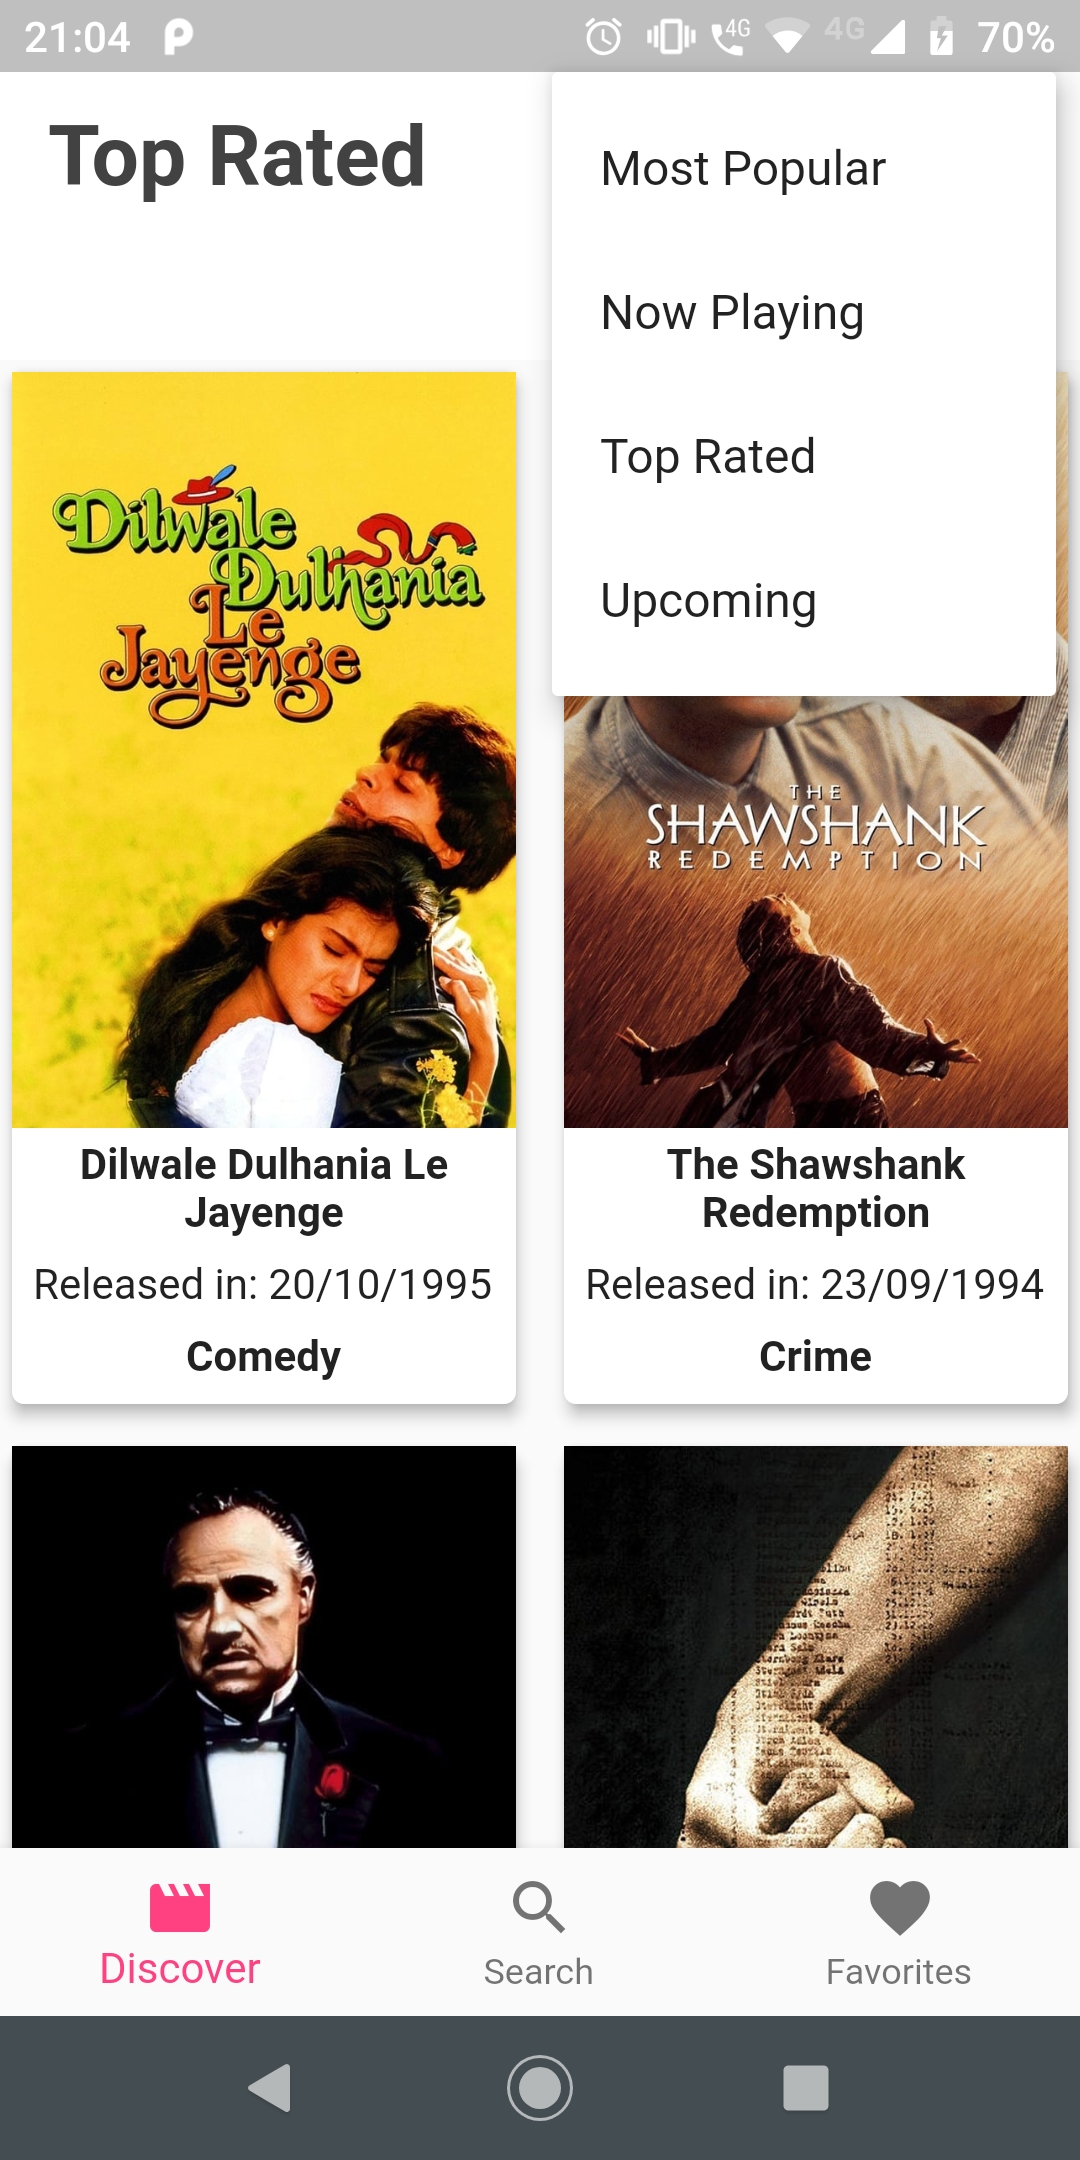 21:04
4G
4G
70%
Top Rated
Most Popular
Now Playing
Top Rated
Upcoming
Dilwale
Dulhania
Le
Jayenge
THE
SHAWSHANK
REDEMPTION
Dilwale Dulhania Le
Jayenge
Released in: 20/10/1995
Comedy
The Shawshank
Redemption
Released in: 23/09/1994
Crime
Discover
Search
Favorites